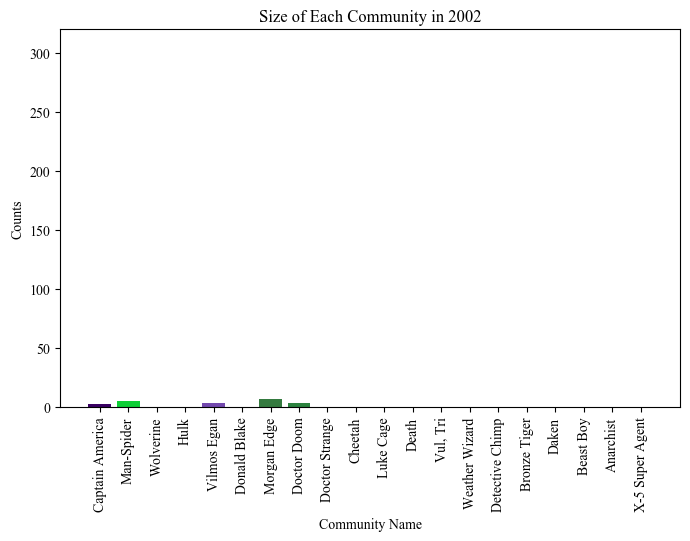 Size of Each Community in 2002
300
250
200
150
100
50
0
Counts
Captain America
Man-Spider
Wolverine
Hulk
Vilmos Egan
Donald Blake
Morgan Edge
Doctor Doom
Doctor Strange
Cheetah
Luke Cage
Death
Vul, Tri
Weather Wizard
Detective Chimp
Bronze Tiger
Daken
Beast Boy
Anarchist
X-5 Super Agent
Community Name